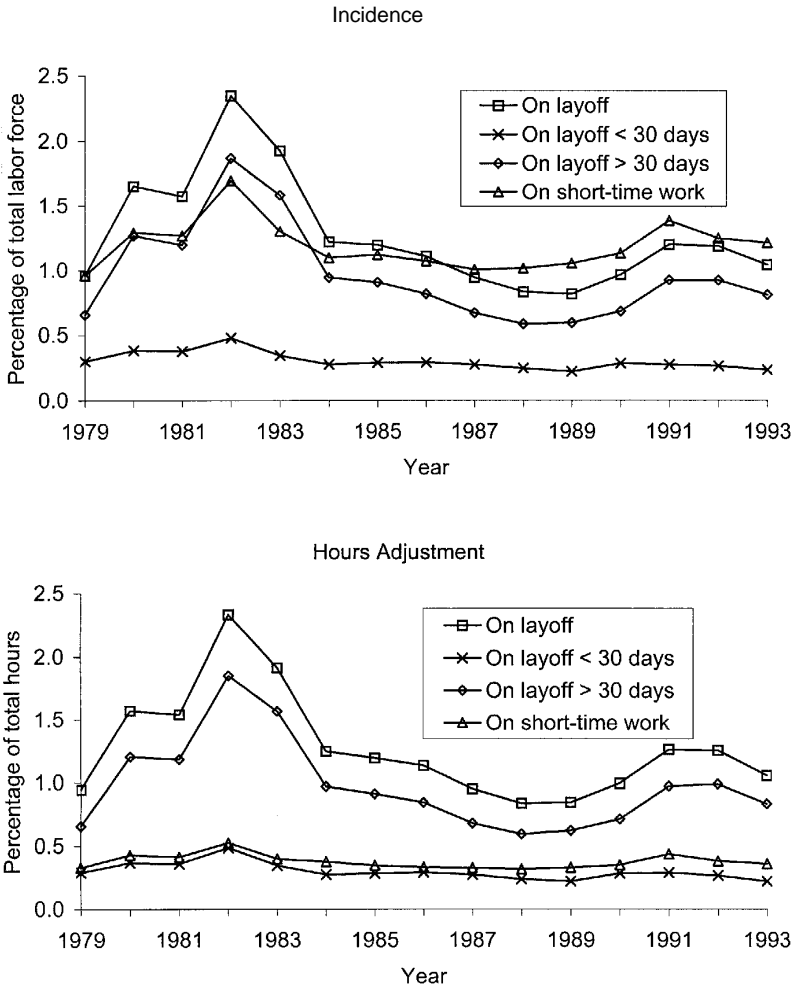 Incidence
Percentage of total labor force
2.5
2.0
1.5
1.0
0.5
0.0
On layoff
On layoff < 30 days
On layoff > 30 days
On short-time work
1979 1981 1983 1985 1987 1989 1991 1993
Year
Hours Adjustment
Percentage of total hours
2.5
2.0
1.5
1.0
0.5
0.0
On layoff
On layoff < 30 days
On layoff > 30 days
On short-time work
1979 1981 1983 1985 1987 1989 1991 1993
Year